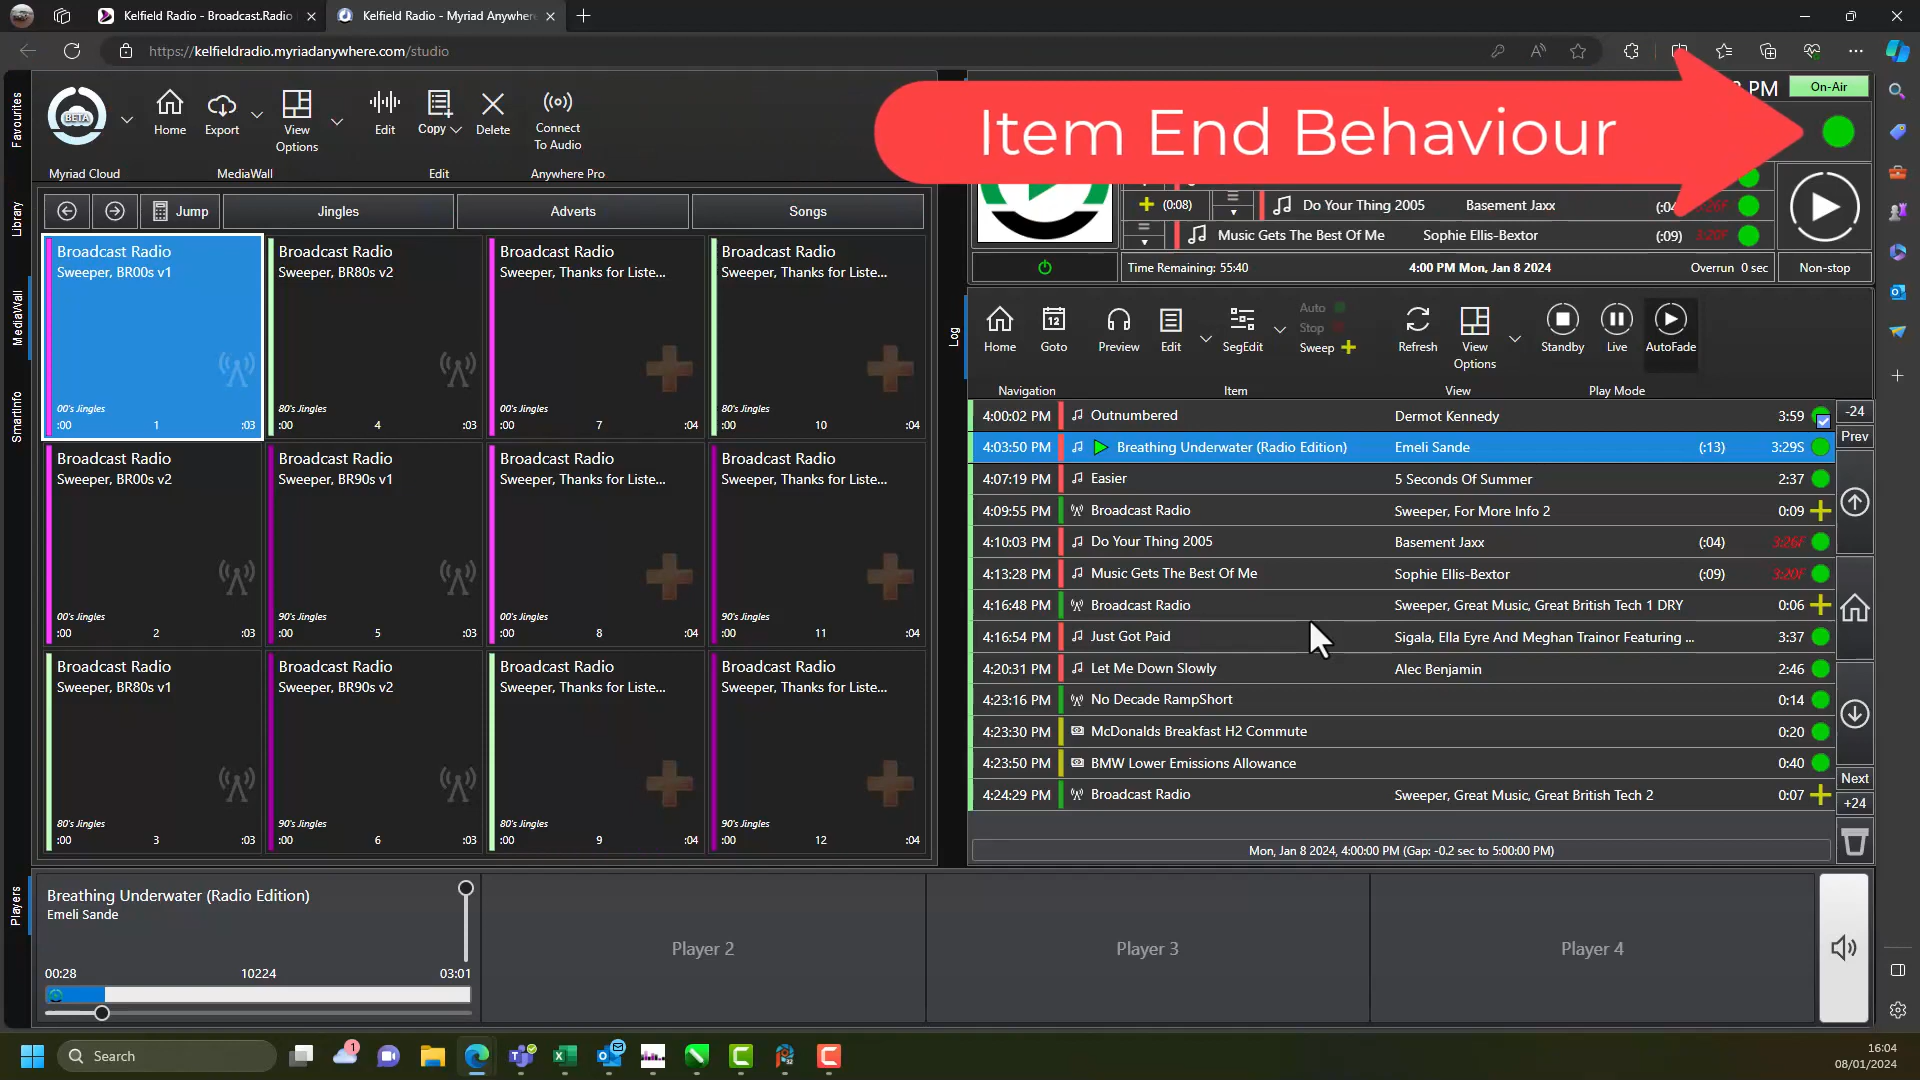 Kelfield Radio - Broadcast.Radio
Kelfield Radio - Myriad Anywhere
https://kelfieldradio.myriadanywhere.com/studio
Favourites
Library
MediaWall
SmartInfo
Players
BETA
Home
Export
View Options
Edit
Copy
Delete
Connect To Audio
Myriad Cloud
MediaWall
Edit
Anywhere Pro
Item End Behaviour
PM
On-Air
Jump
Jingles
Adverts
Songs
Broadcast Radio
Sweeper, BR00s v1
00's Jingles
:00 1 :03
Broadcast Radio
Sweeper, BR80s v2
80's Jingles
:00 4 :03
Broadcast Radio
Sweeper, Thanks for Liste...
00's Jingles
:00 7 :04
Broadcast Radio
Sweeper, Thanks for Liste...
80's Jingles
:00 10 :04
Broadcast Radio
Sweeper, BR00s v2
00's Jingles
:00 2 :03
Broadcast Radio
Sweeper, BR90s v1
90's Jingles
:00 5 :03
Broadcast Radio
Sweeper, Thanks for Liste...
00's Jingles
:00 8 :04
Broadcast Radio
Sweeper, Thanks for Liste...
90's Jingles
:00 11 :04
Broadcast Radio
Sweeper, BR80s v1
80's Jingles
:00 3 :03
Broadcast Radio
Sweeper, BR90s v2
90's Jingles
:00 6 :03
Broadcast Radio
Sweeper, Thanks for Liste...
80's Jingles
:00 9 :04
Broadcast Radio
Sweeper, Thanks for Liste...
90's Jingles
:00 12 :04
(0:08) Do Your Thing 2005 Basement Jaxx
Music Gets The Best Of Me Sophie Ellis-Bextor (:09) 3:20F
Time Remaining: 55:40 4:00 PM Mon, Jan 8 2024 Overrun 0 sec Non-stop
Log
Home
Goto
Preview
Edit
SegEdit
Auto
Stop
Sweep
Refresh
View Options
Standby
Live
AutoFade
Navigation
Item
View
Play Mode
4:00:02 PM Outnumbered Dermot Kennedy 3:59
4:03:50 PM Breathing Underwater (Radio Edition) Emeli Sande (:13) 3:29S
4:07:19 PM Easier 5 Seconds Of Summer 2:37
4:09:55 PM Broadcast Radio Sweeper, For More Info 2 0:09
4:10:03 PM Do Your Thing 2005 Basement Jaxx (:04) 3:26F
4:13:28 PM Music Gets The Best Of Me Sophie Ellis-Bextor (:09) 3:20F
4:16:48 PM Broadcast Radio Sweeper, Great Music, Great British Tech 1 DRY 0:06
4:16:54 PM Just Got Paid Sigala, Ella Eyre And Meghan Trainor Featuring ... 3:37
4:20:31 PM Let Me Down Slowly Alec Benjamin 2:46
4:23:16 PM No Decade RampShort 0:14
4:23:30 PM McDonalds Breakfast H2 Commute 0:20
4:23:50 PM BMW Lower Emissions Allowance 0:40
4:24:29 PM Broadcast Radio Sweeper, Great Music, Great British Tech 2 0:07
-24
Prev
Next
+24
Mon, Jan 8 2024, 4:00:00 PM (Gap: -0.2 sec to 5:00:00 PM)
Breathing Underwater (Radio Edition)
Emeli Sande
00:28 10224 03:01
Player 2
Player 3
Player 4
Search
1
16:04
08/01/2024